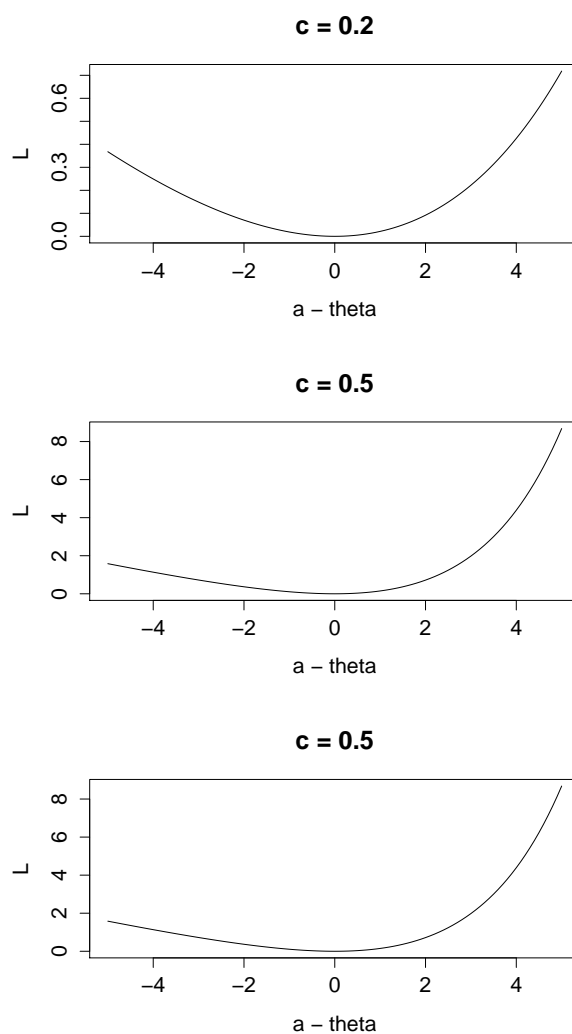 c = 0.2
L
0.0 0.3 0.6
−4 −2 0 2 4
a − theta
c = 0.5
L
0 2 4 6 8
−4 −2 0 2 4
a − theta
c = 0.5
L
0 2 4 6 8
−4 −2 0 2 4
a − theta